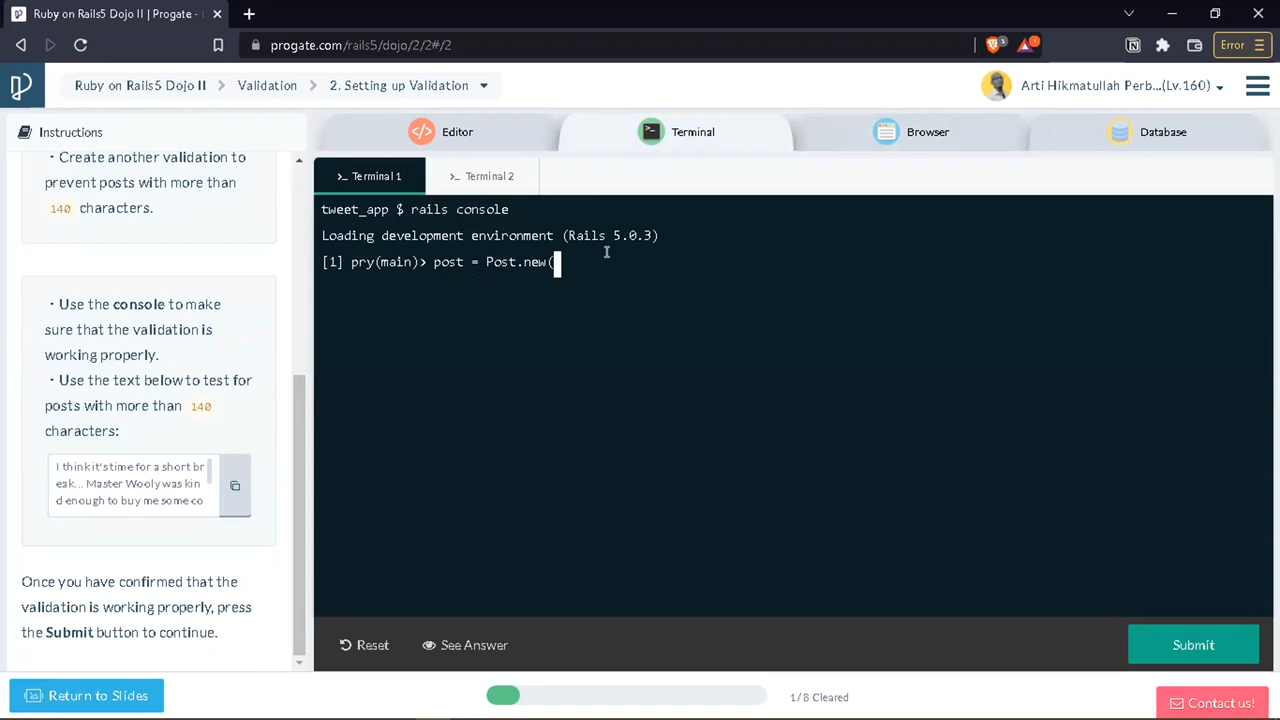 Ruby on Rails5 Dojo II | Progate -
progate.com/rails5/dojo/2/2#/2
Error
Ruby on Rails5 Dojo II
Validation
2. Setting up Validation
Arti Hikmatullah Perb...(Lv.160)
Instructions
Editor
Terminal
Browser
Database
・Create another validation to
prevent posts with more than
140 characters.
・Use the console to make
sure that the validation is
working properly.
・Use the text below to test for
posts with more than 140
characters:
I think it's time for a short br
eak... Master Wooly was kin
d enough to buy me some co
Once you have confirmed that the
validation is working properly, press
the Submit button to continue.
>_ Terminal 1
>_ Terminal 2
tweet_app $ rails console
Loading development environment (Rails 5.0.3)
[1] pry(main)> post = Post.new(
Reset
See Answer
Submit
Return to Slides
1/8 Cleared
Contact us!